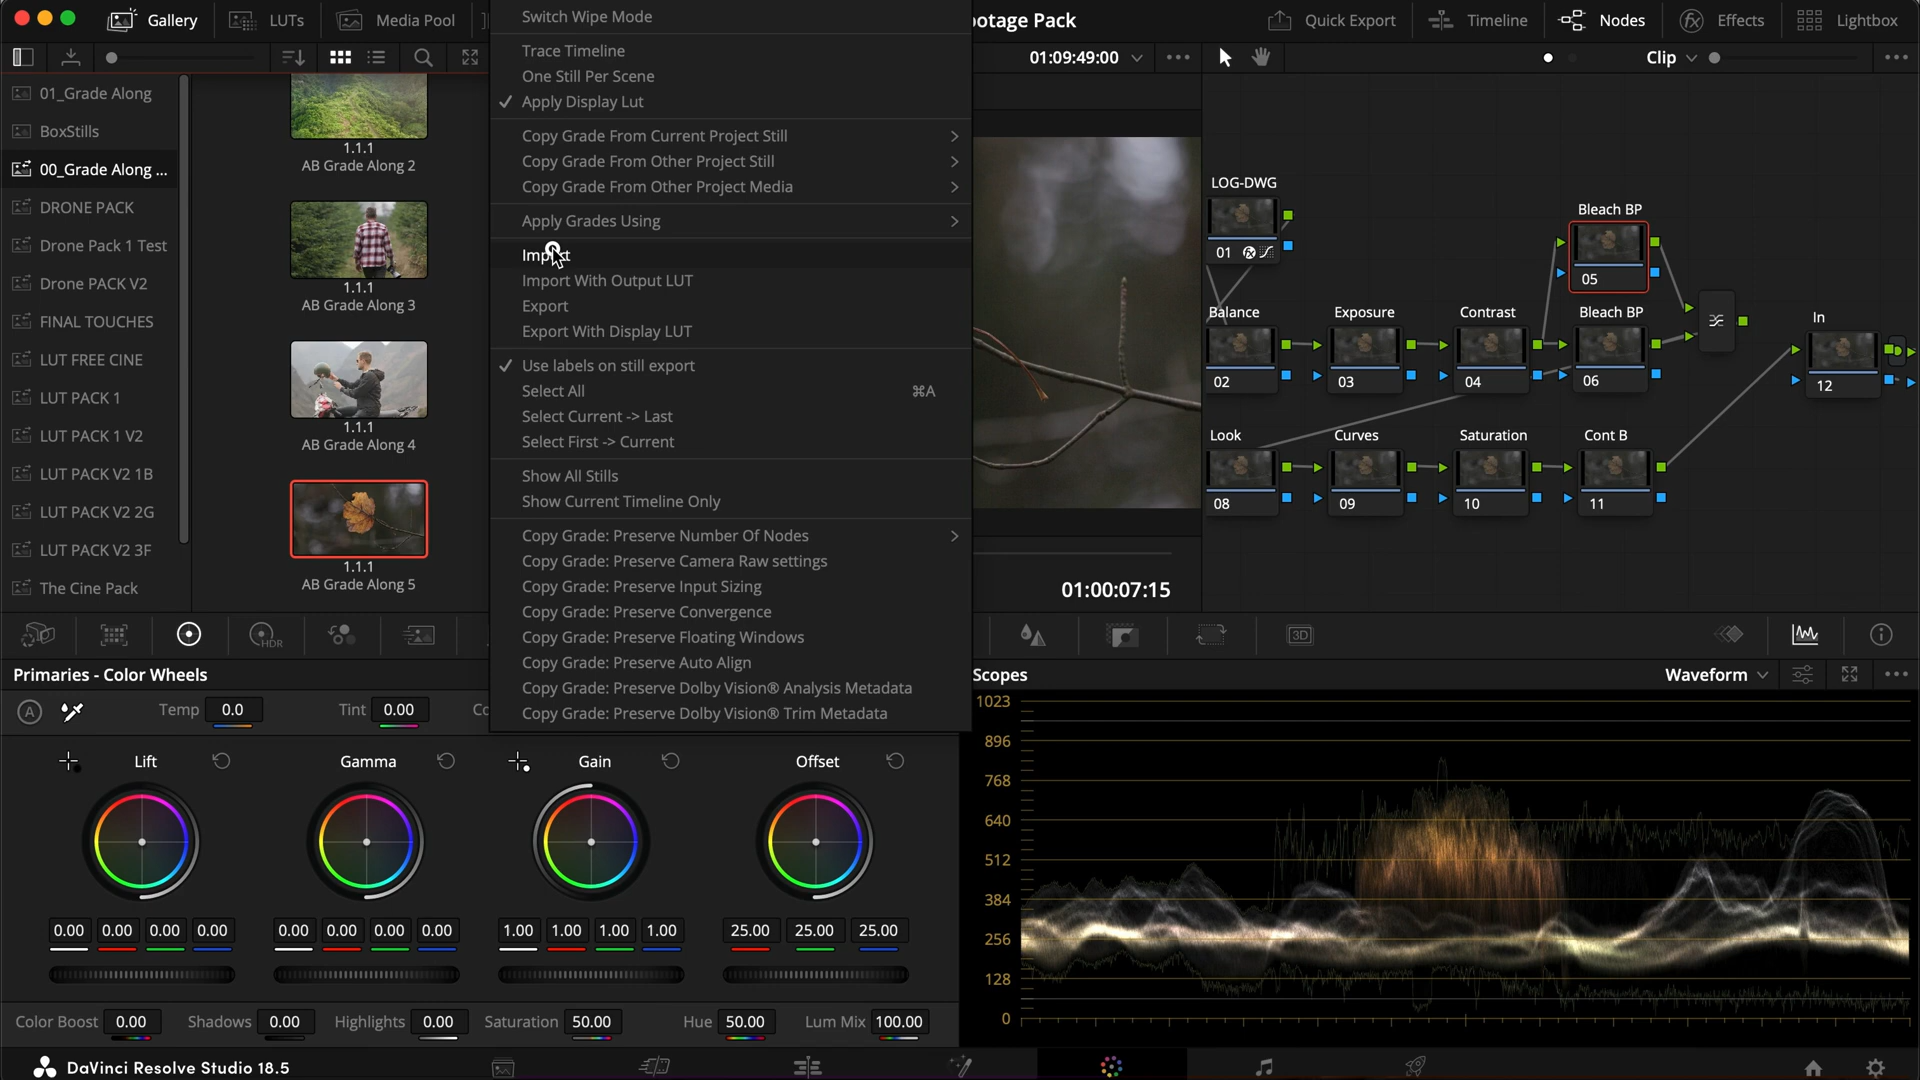 Gallery
LUTs
Media Pool
ootage Pack
Quick Export
Timeline
Nodes
Effects
Lightbox
01:09:49:00
Clip
01_Grade Along
BoxStills
00_Grade Along ...
DRONE PACK
Drone Pack 1 Test
Drone Pack V2
FINAL TOUCHES
LUT FREE CINE
LUT PACK 1
LUT PACK 1 V2
LUT PACK V2 1B
LUT PACK V2 2G
LUT PACK V2 3F
The Cine Pack
1.1.1
AB Grade Along 2
1.1.1
AB Grade Along 3
1.1.1
AB Grade Along 4
1.1.1
AB Grade Along 5
Switch Wipe Mode
Trace Timeline
One Still Per Scene
Apply Display Lut
Copy Grade From Current Project Still
Copy Grade From Other Project Still
Copy Grade From Other Project Media
Apply Grades Using
Import
Import With Output LUT
Export
Export With Display LUT
Use labels on still export
Select All ⌘A
Select Current -> Last
Select First -> Current
Show All Stills
Show Current Timeline Only
Copy Grade: Preserve Number Of Nodes
Copy Grade: Preserve Camera Raw settings
Copy Grade: Preserve Input Sizing
Copy Grade: Preserve Convergence
Copy Grade: Preserve Floating Windows
Copy Grade: Preserve Auto Align
Copy Grade: Preserve Dolby Vision® Analysis Metadata
Copy Grade: Preserve Dolby Vision® Trim Metadata
01:00:07:15
LOG-DWG
01
Bleach BP
05
Balance
02
Exposure
03
Contrast
04
Bleach BP
06
In
12
Look
08
Curves
09
Saturation
10
Cont B
11
HDR
3D
Primaries - Color Wheels
A
Temp 0.0
Tint 0.00
Co
Lift
Gamma
Gain
Offset
0.00 0.00 0.00 0.00
0.00 0.00 0.00 0.00
1.00 1.00 1.00 1.00
25.00 25.00 25.00
Color Boost 0.00
Shadows 0.00
Highlights 0.00
Saturation 50.00
Hue 50.00
Lum Mix 100.00
Scopes
Waveform
1023
896
768
640
512
384
256
128
0
DaVinci Resolve Studio 18.5